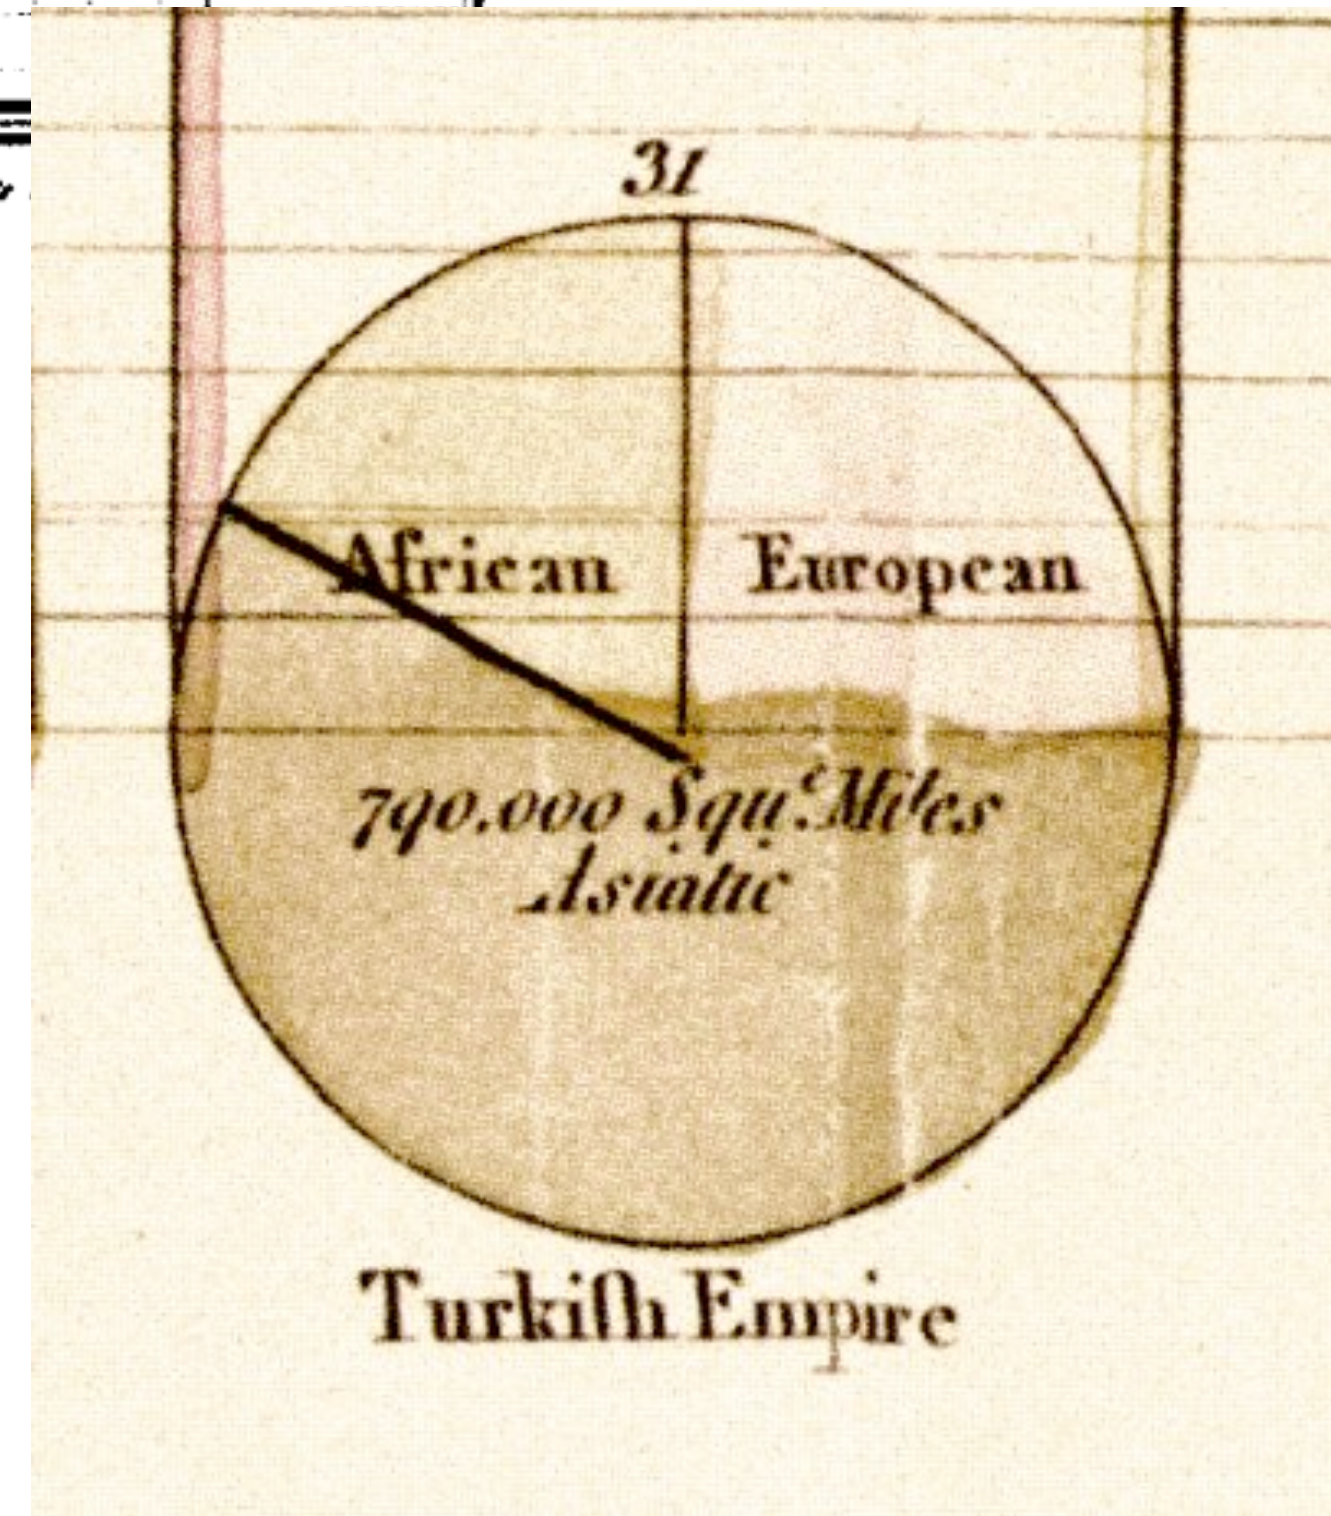 31
African European
790.000 Squ.ᵉ Miles
Asiatic
Turkiſh Empire